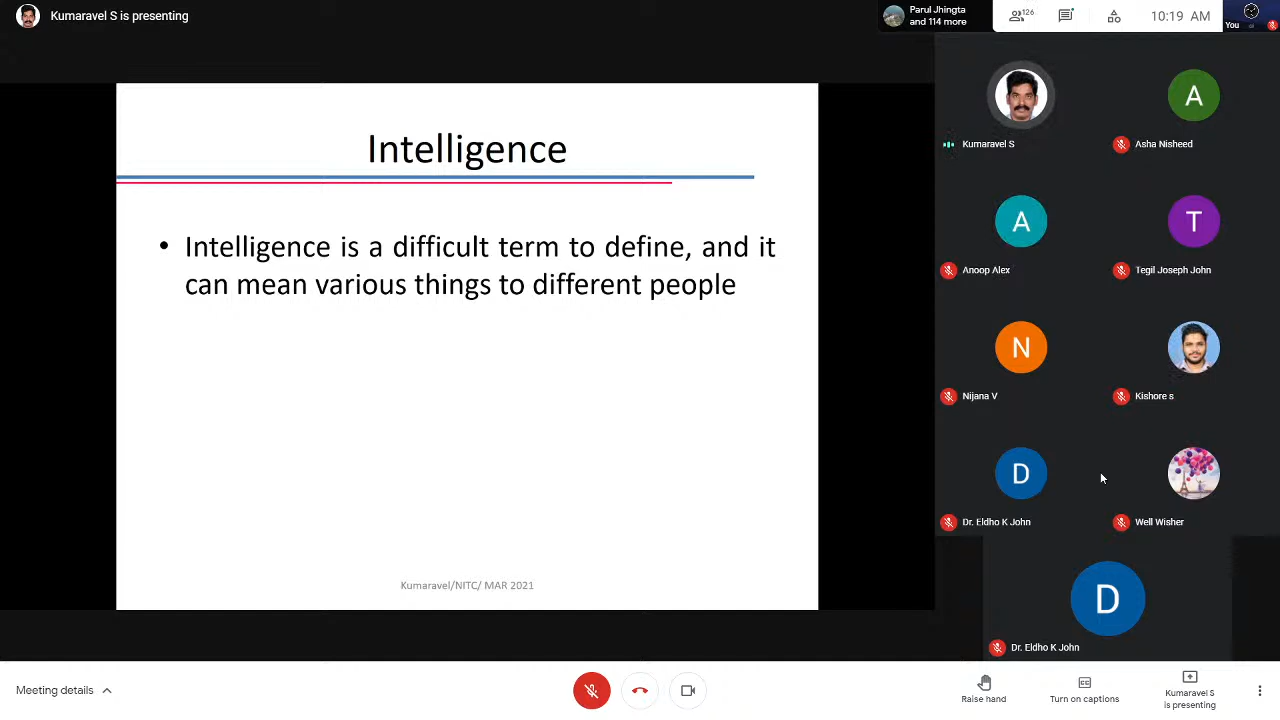 Kumaravel S is presenting
Parul Jhingta
and 114 more
126
10:19 AM
You
Intelligence
• Intelligence is a difficult term to define, and it
can mean various things to different people
Kumaravel/NITC/ MAR 2021
Kumaravel S
A
Asha Nisheed
A
Anoop Alex
T
Tegil Joseph John
N
Nijana V
Kishore s
D
Dr. Eldho K John
Well Wisher
D
Dr. Eldho K John
Meeting details
Raise hand
CC
Turn on captions
Kumaravel S
is presenting